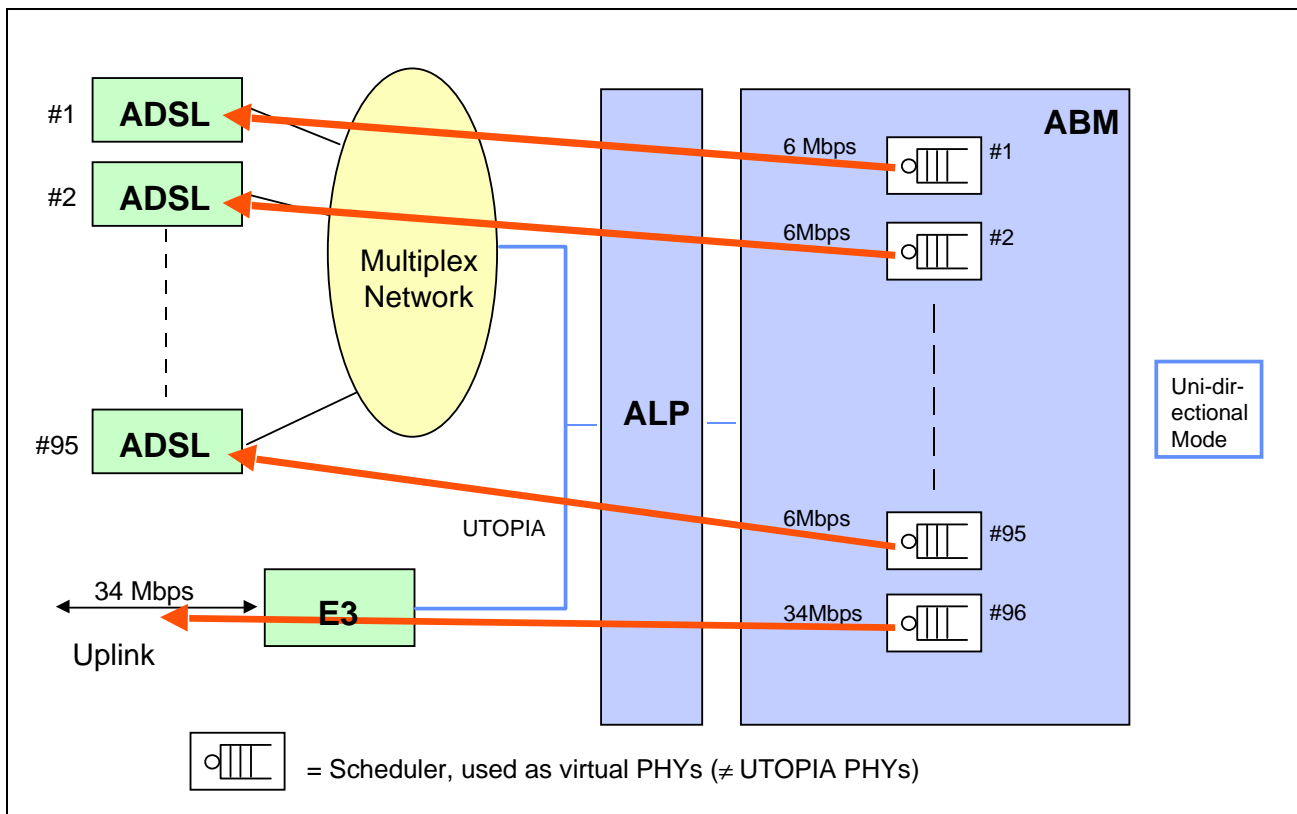 #1
ADSL
#2
ADSL
#95
ADSL
Multiplex
Network
UTOPIA
34 Mbps
Uplink
E3
ALP
ABM
6 Mbps
#1
6Mbps
#2
6Mbps
#95
34Mbps
#96
Uni-dir-
ectional
Mode
= Scheduler, used as virtual PHYs (≠ UTOPIA PHYs)